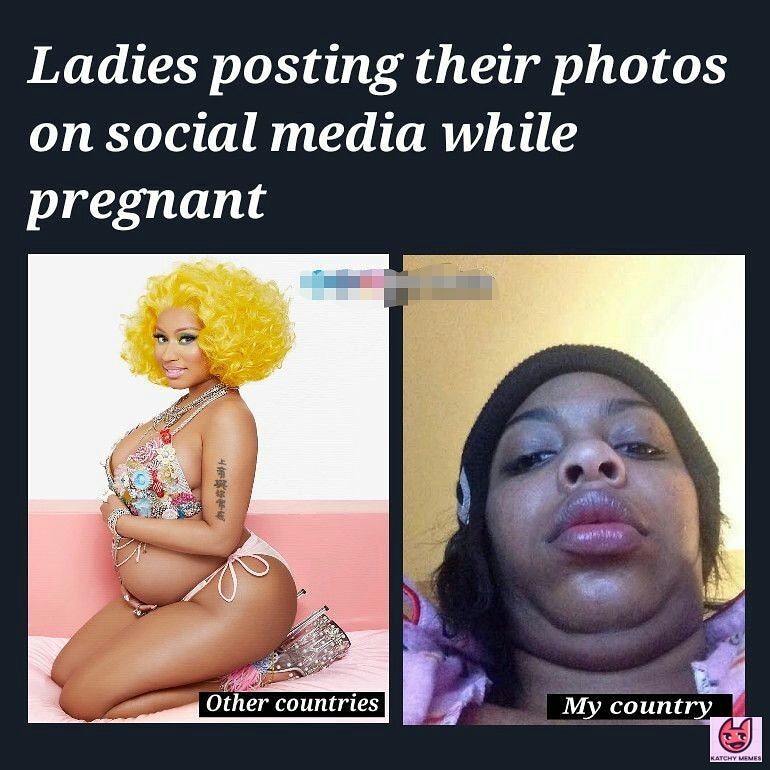 Ladies posting their photos
on social media while
pregnant
Other countries
My country
KATCHY MEMES